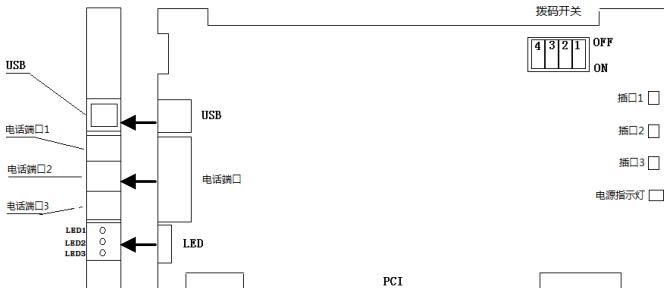 拨码开关
4 3 2 1 OFF
ON
USB
USB
插口1
电话端口1
插口2
电话端口2
插口3
电话端口
电源指示灯
电话端口3
LED1
LED2
LED3
LED
PCI